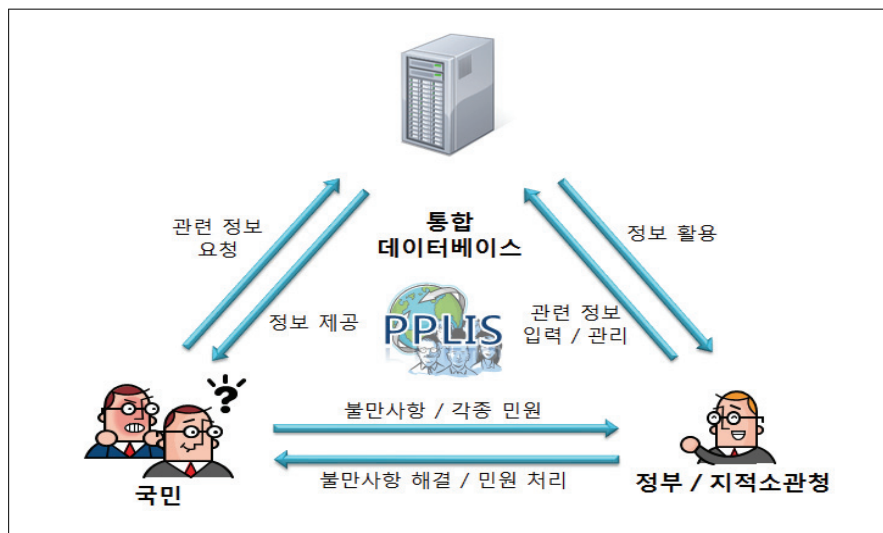 관련 정보
요청
통합
데이터베이스
정보 활용
정보 제공
PPLIS
관련 정보
입력 / 관리
?
불만사항 / 각종 민원
불만사항 해결 / 민원 처리
국민
정부 / 지적소관청